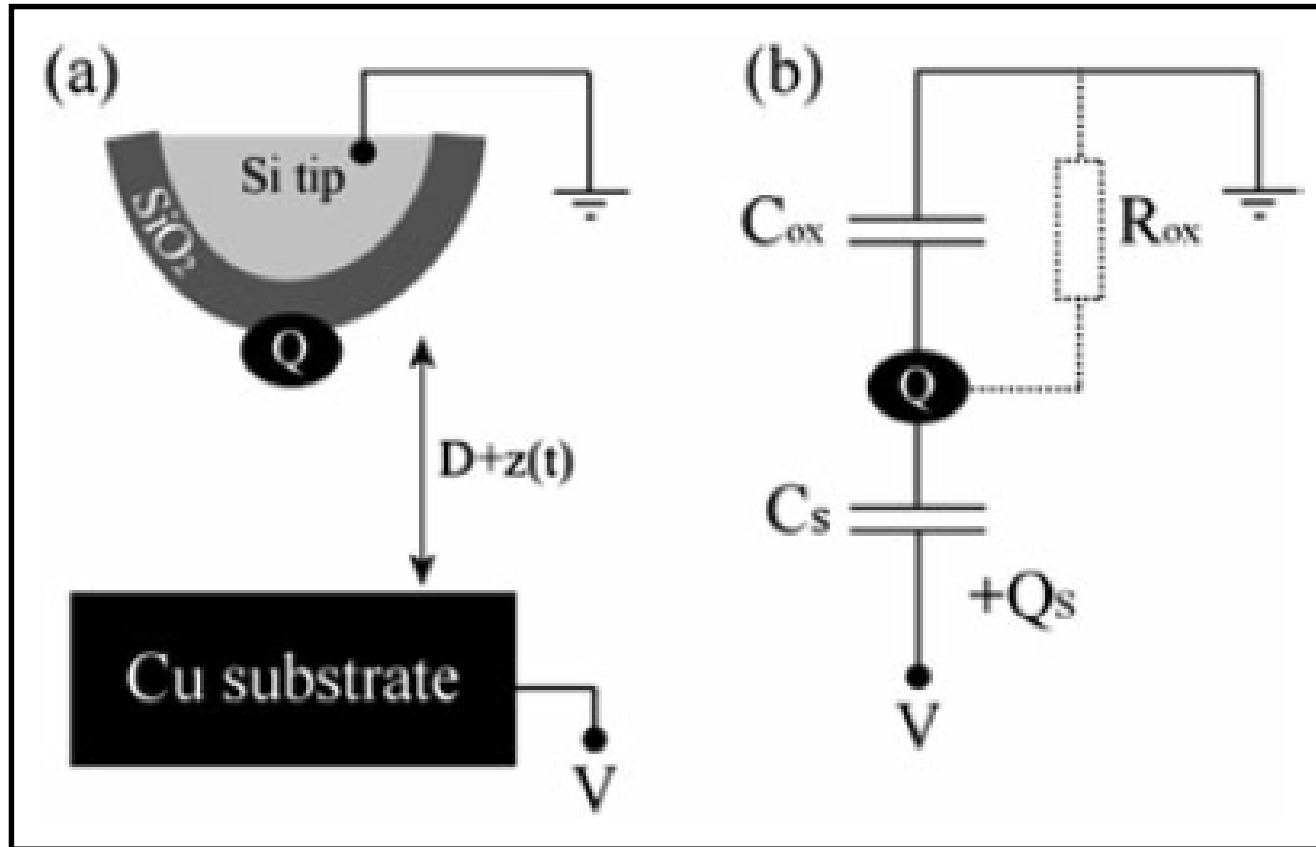 (a)
Si tip
SiO₂
Q
D+z(t)
Cu substrate
V
(b)
Cox
Rox
Q
Cs
+Qs
V